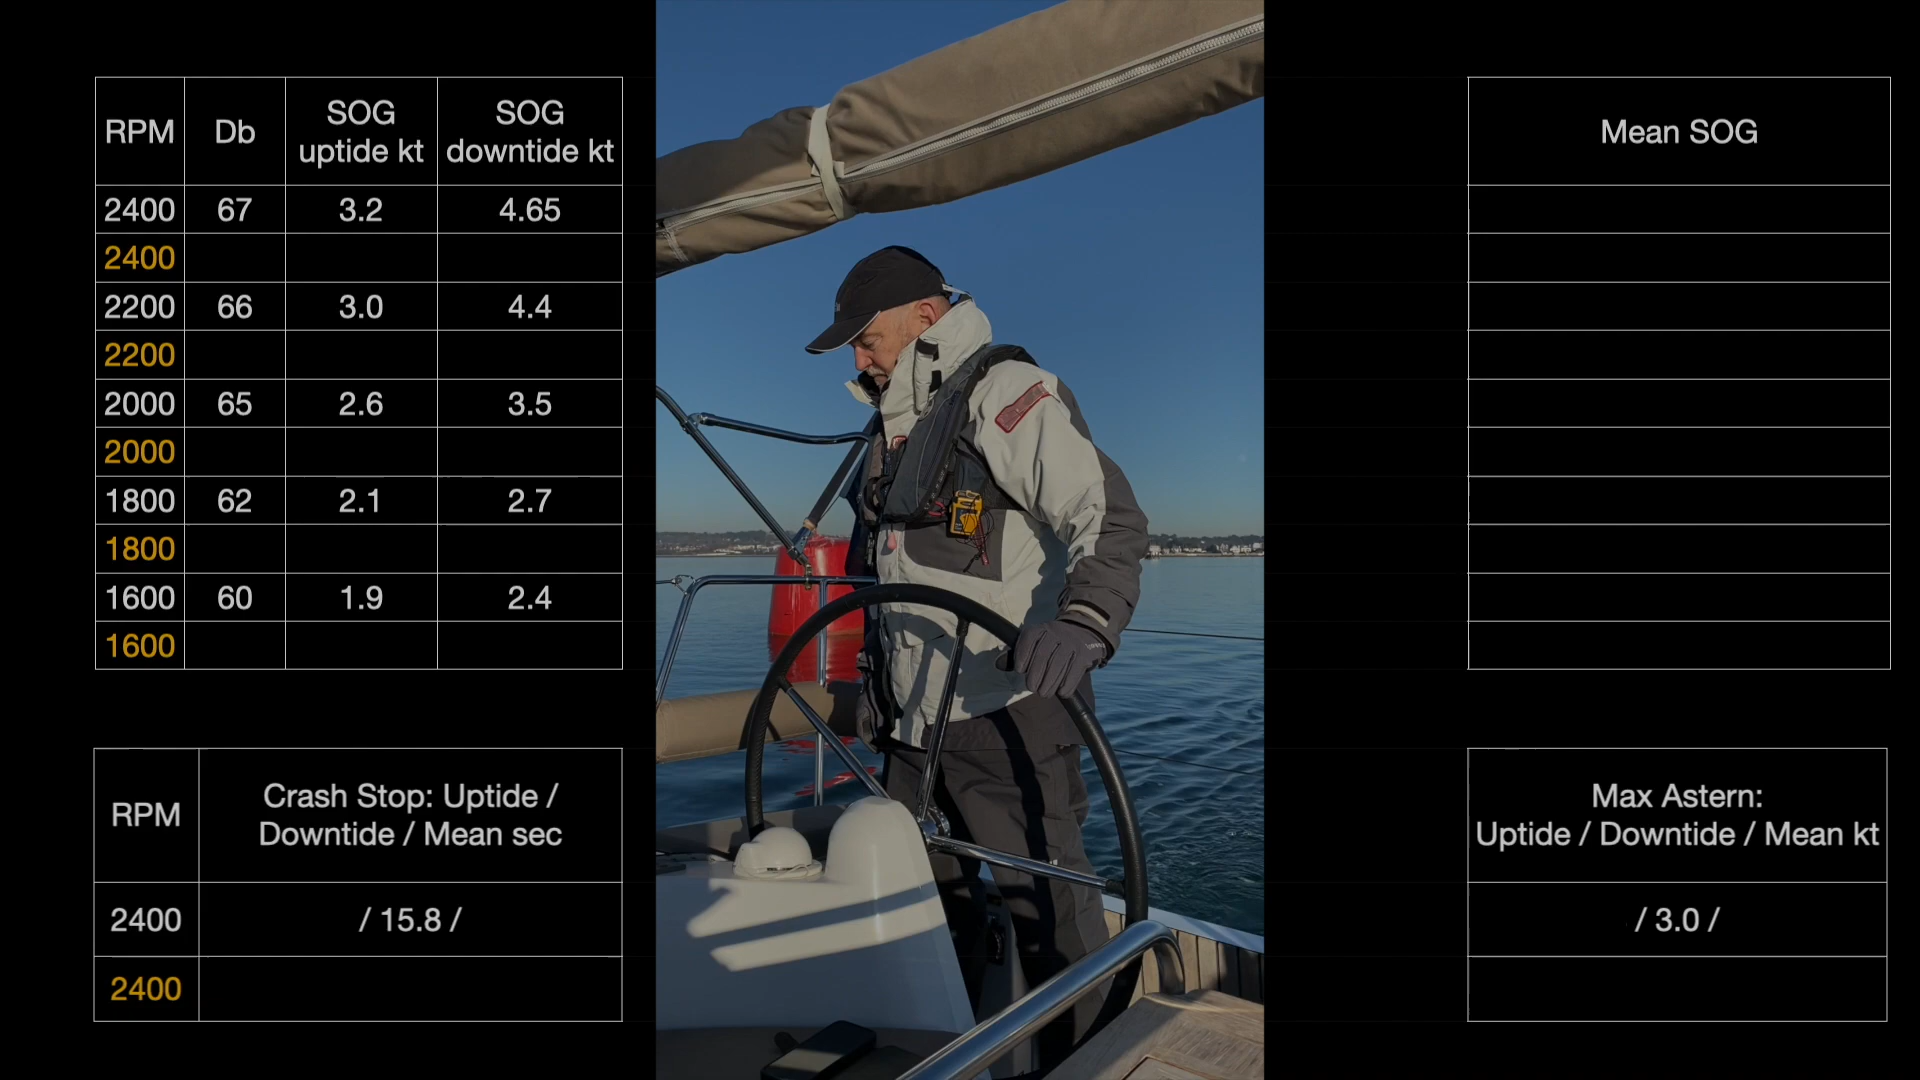 RPM Db SOG uptide kt SOG downtide kt
2400 67 3.2 4.65
2400
2200 66 3.0 4.4
2200
2000 65 2.6 3.5
2000
1800 62 2.1 2.7
1800
1600 60 1.9 2.4
1600
Mean SOG
RPM
Crash Stop: Uptide /
Downtide / Mean sec
2400 / 15.8 /
2400
Max Astern:
Uptide / Downtide / Mean kt
/ 3.0 /